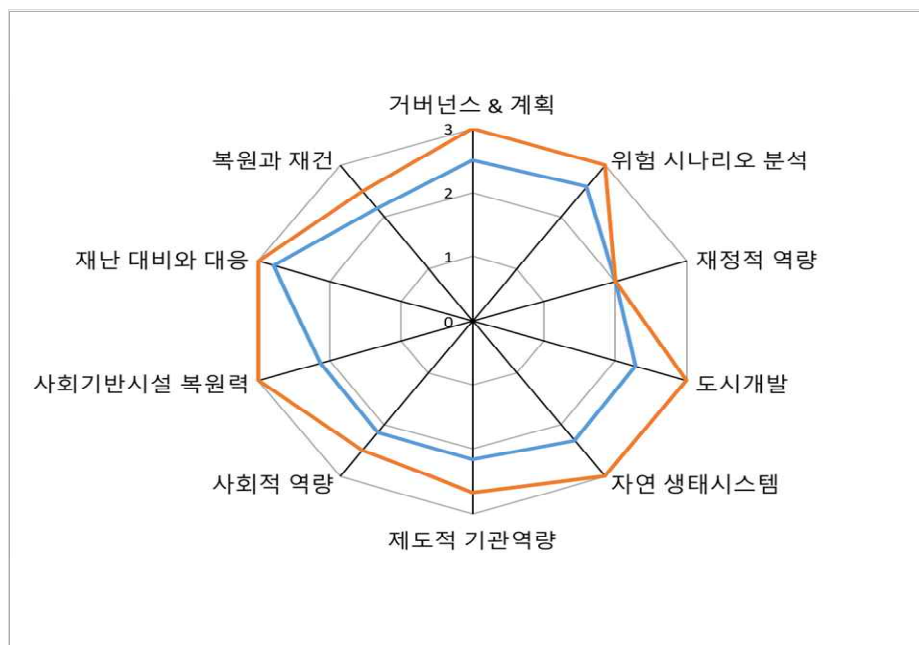 거버넌스 & 계획
3
복원과 재건
위험 시나리오 분석
2
재난 대비와 대응
재정적 역량
1
0
사회기반시설 복원력
도시개발
사회적 역량
자연 생태시스템
제도적 기관역량